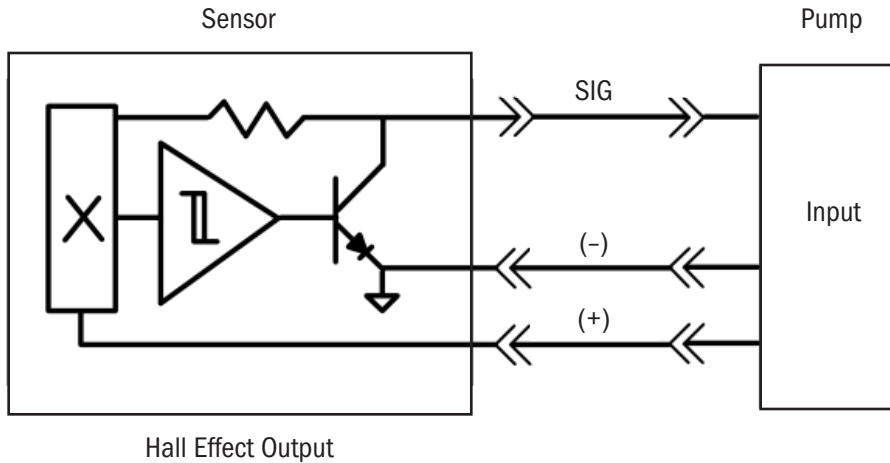 Sensor
Pump
SIG
Input
(–)
(+)
Hall Effect Output